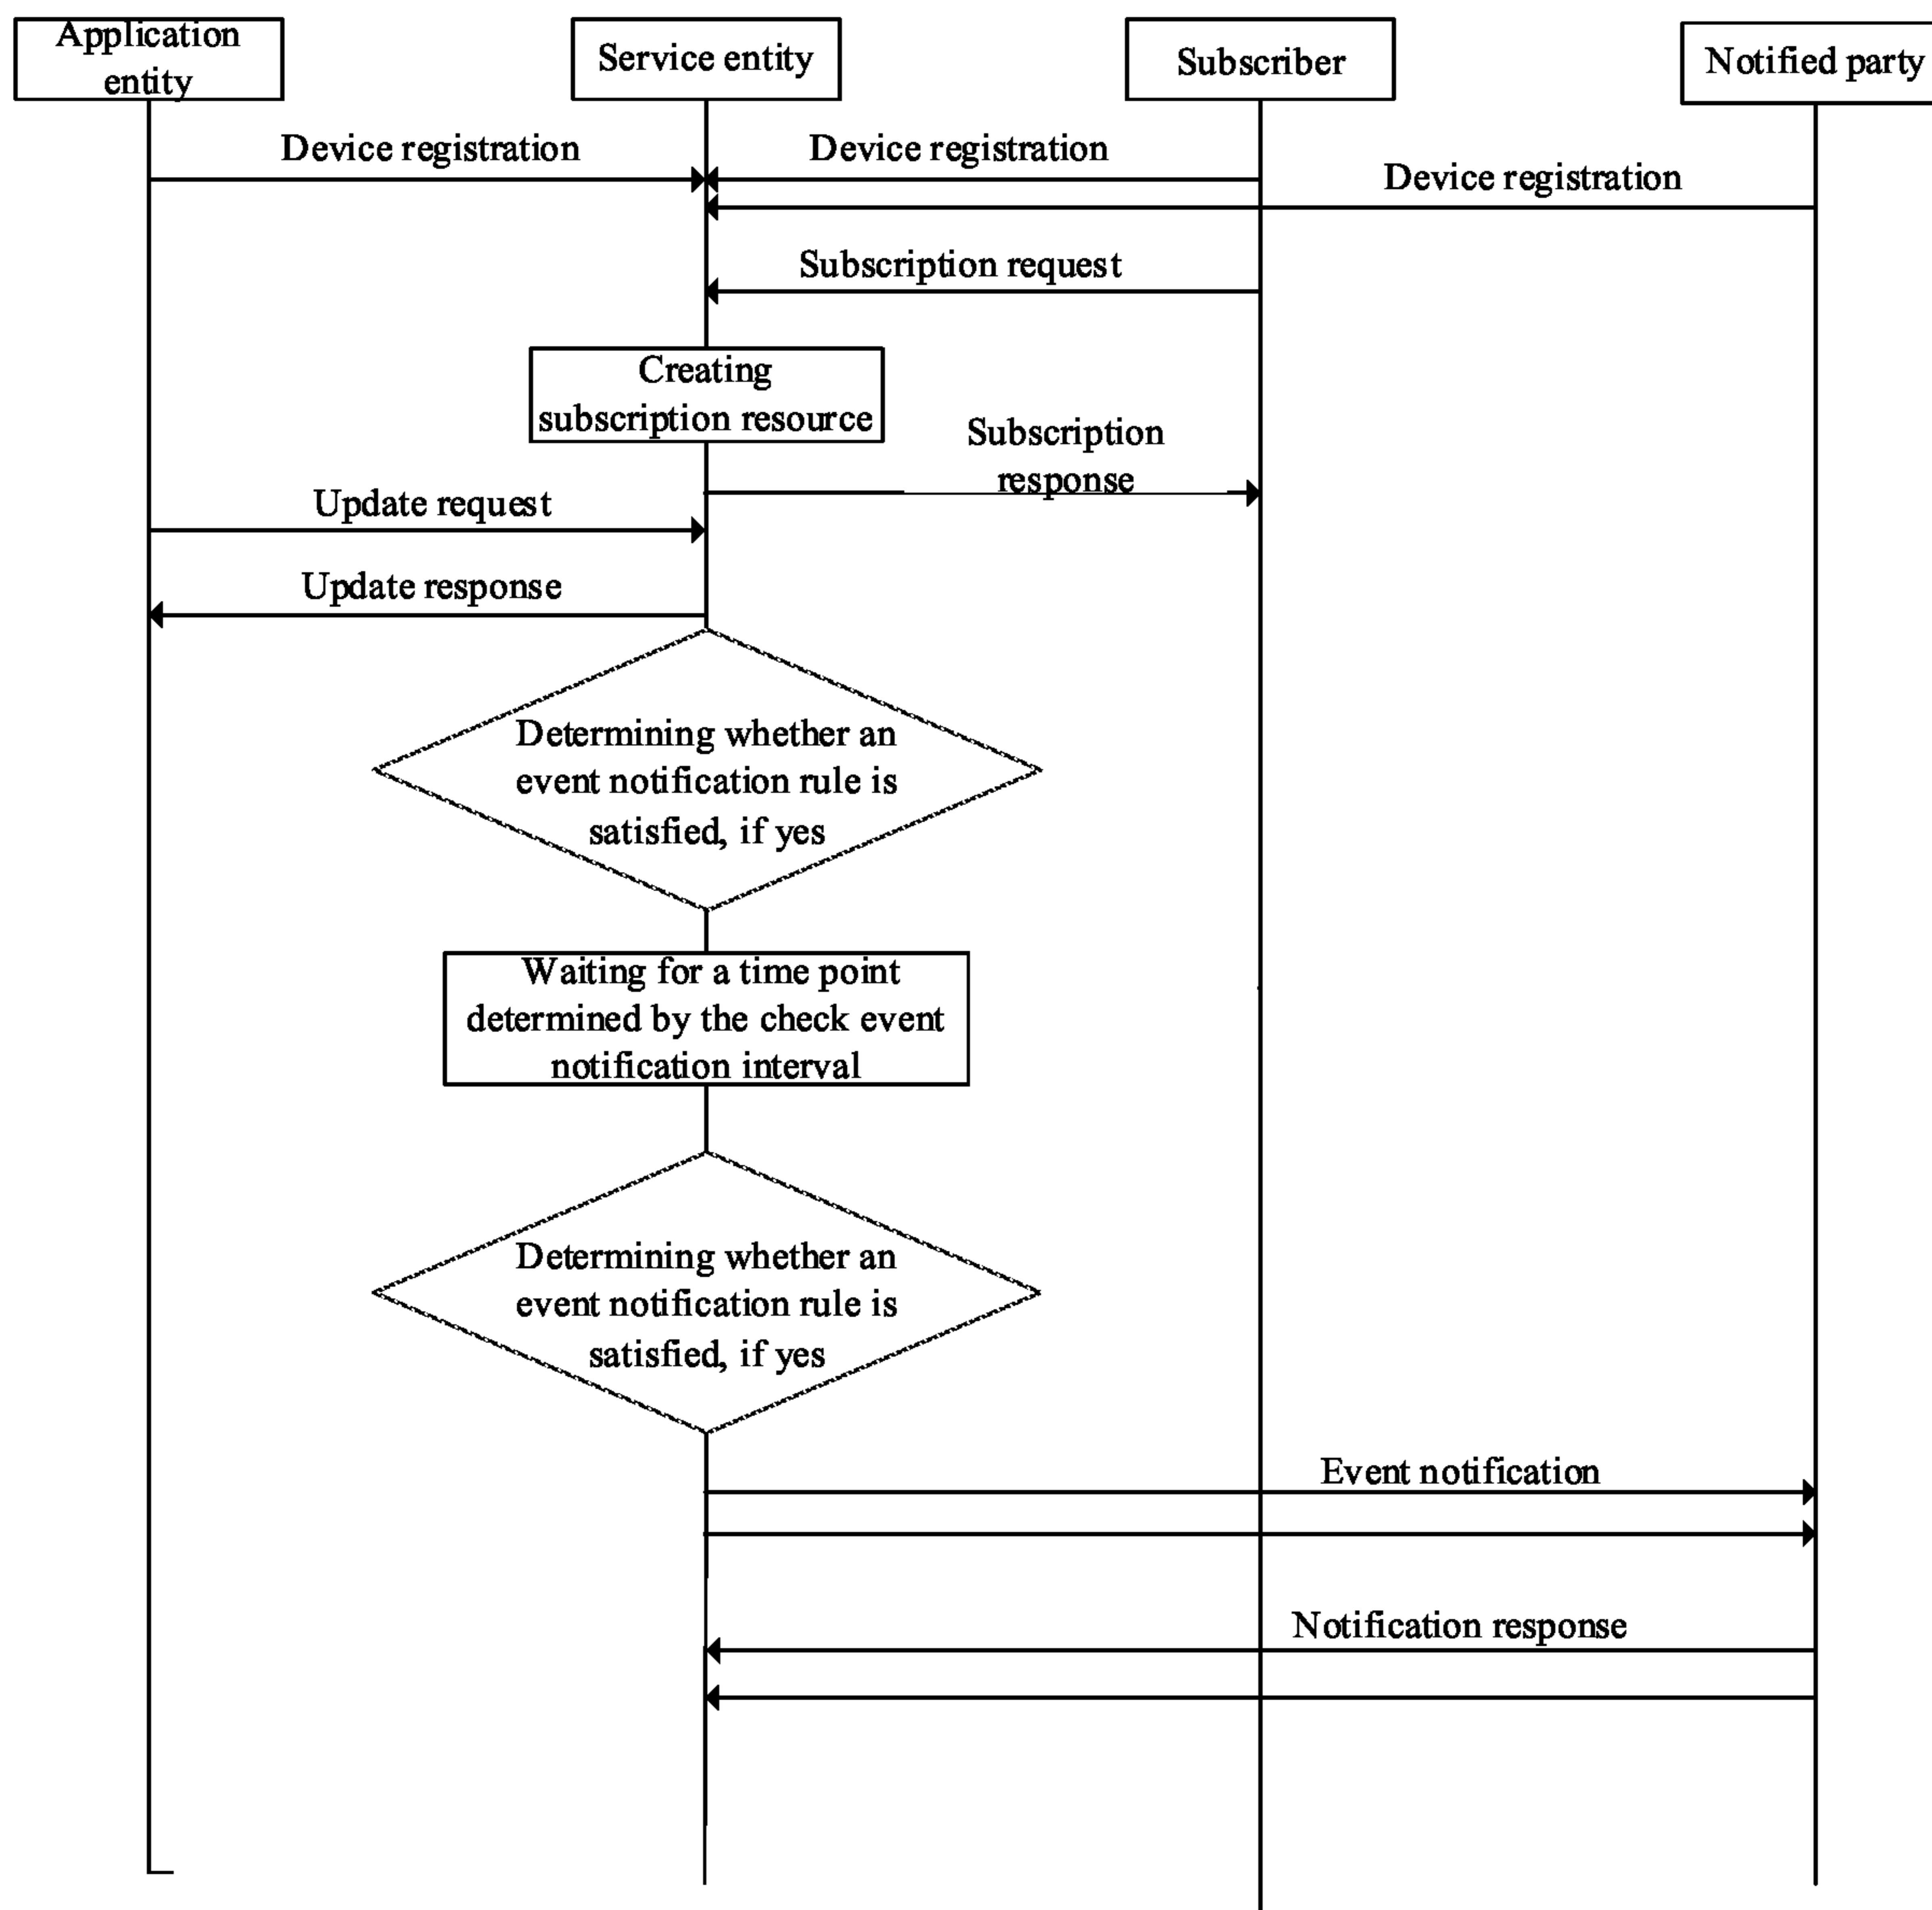 Application
entity
Service entity
Subscriber
Notified party
Device registration
Device registration
Device registration
Subscription request
Creating
subscription resource
Subscription
response
Update request
Update response
Determining whether an
event notification rule is
satisfied, if yes
Waiting for a time point
determined by the check event
notification interval
Determining whether an
event notification rule is
satisfied, if yes
Event notification
Notification response